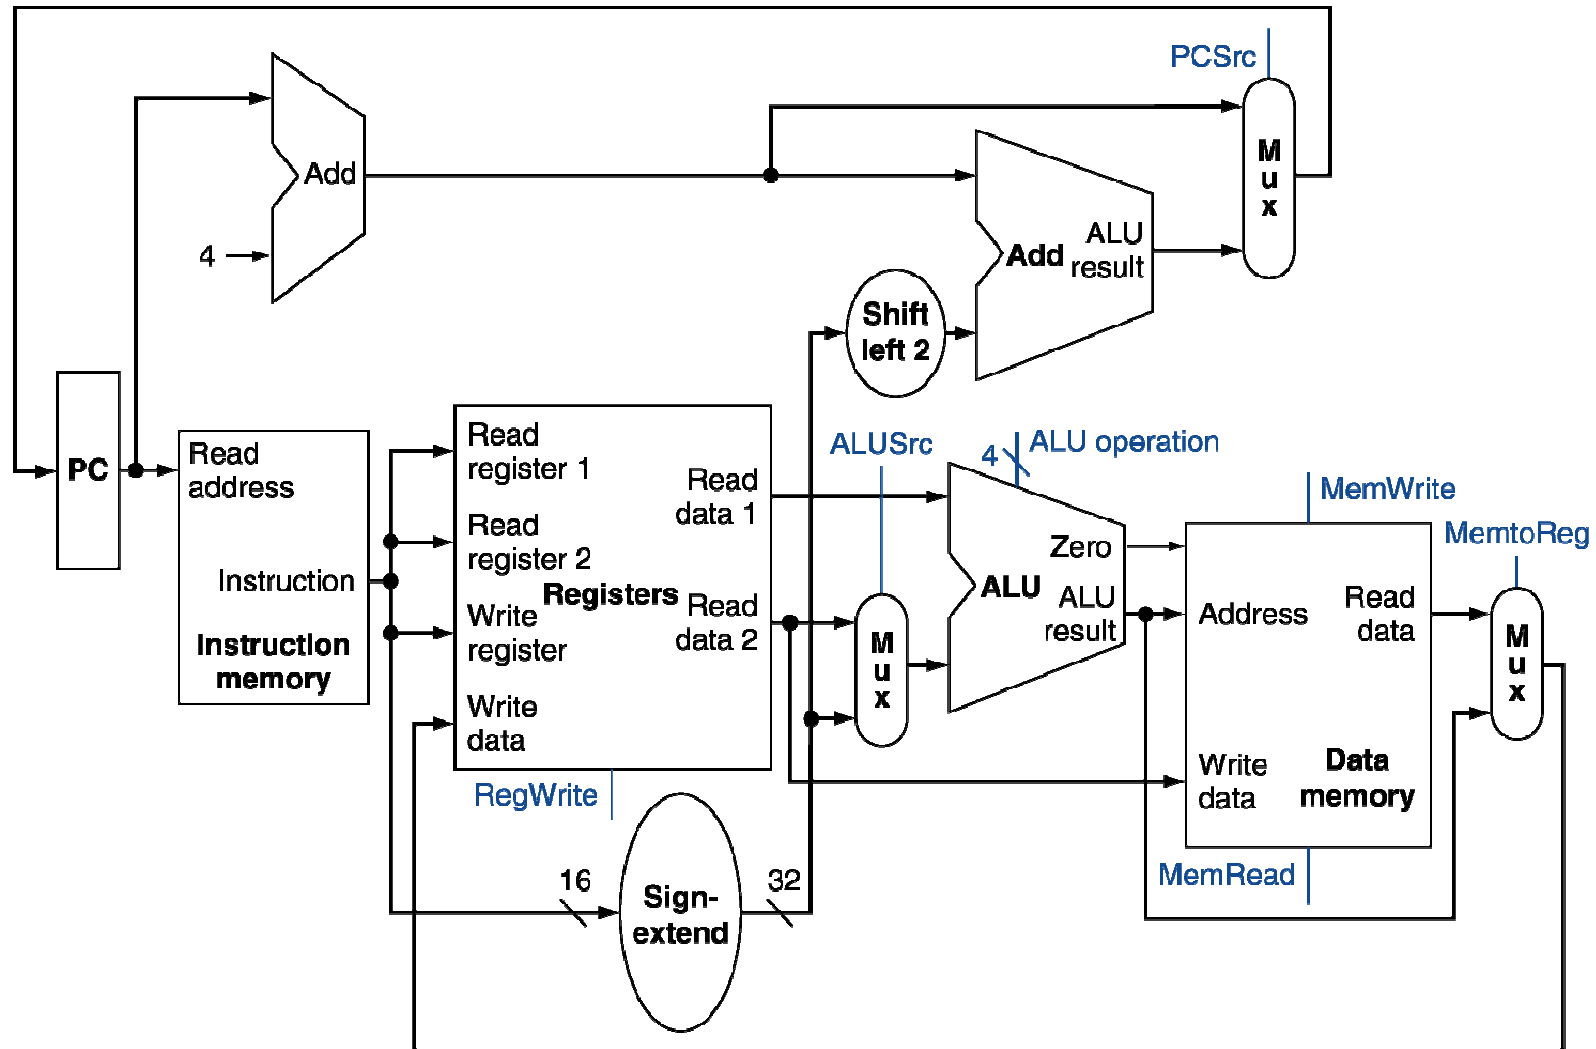 PCSrc
M
u
x
Add
4
Add
ALU
result
Shift
left 2
PC
Read
address
Instruction
Instruction
memory
Read
register 1
Read
register 2
Write
register
Write
data
Registers
Read
data 1
Read
data 2
RegWrite
16
Sign-
extend
32
ALUSrc
M
u
x
4
ALU operation
Zero
ALU
ALU
result
MemWrite
Address
Read
data
Write
data
Data
memory
MemRead
MemtoReg
M
u
x